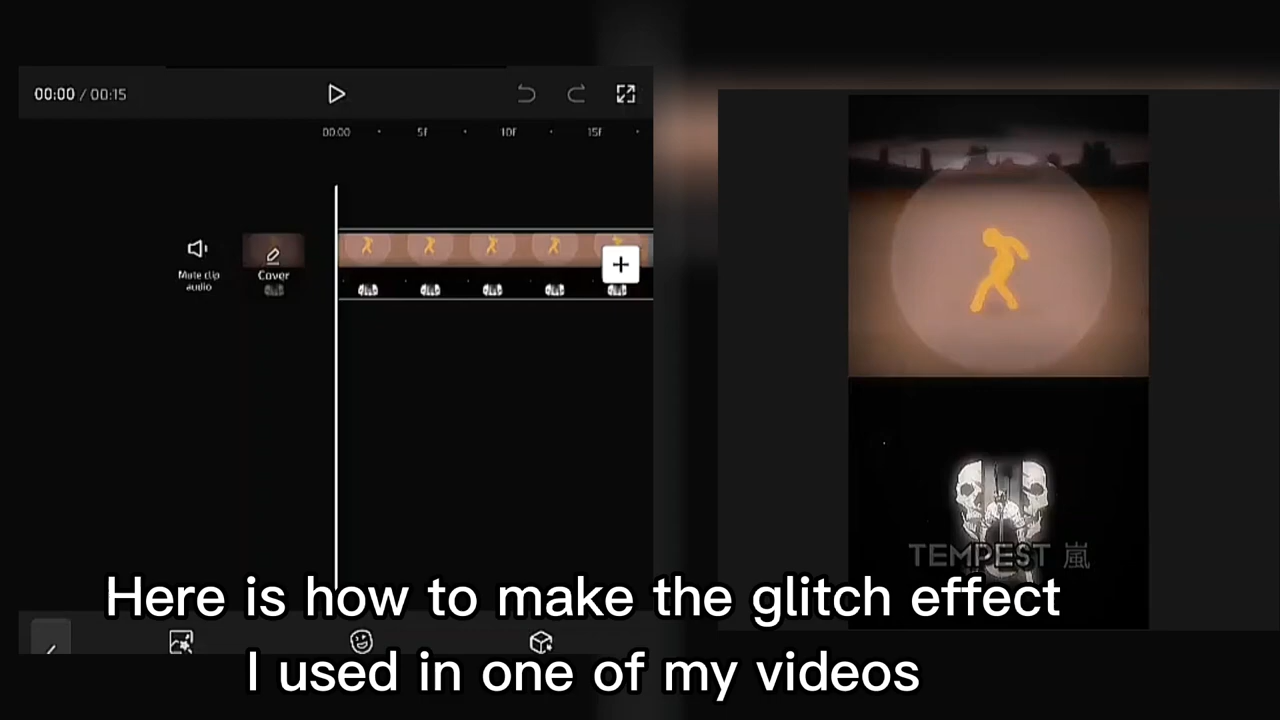 00:00 / 00:15
00:00 5f 10f 15f
Mute clip
audio
Cover
TEMPEST 嵐
Here is how to make the glitch effect
I used in one of my videos